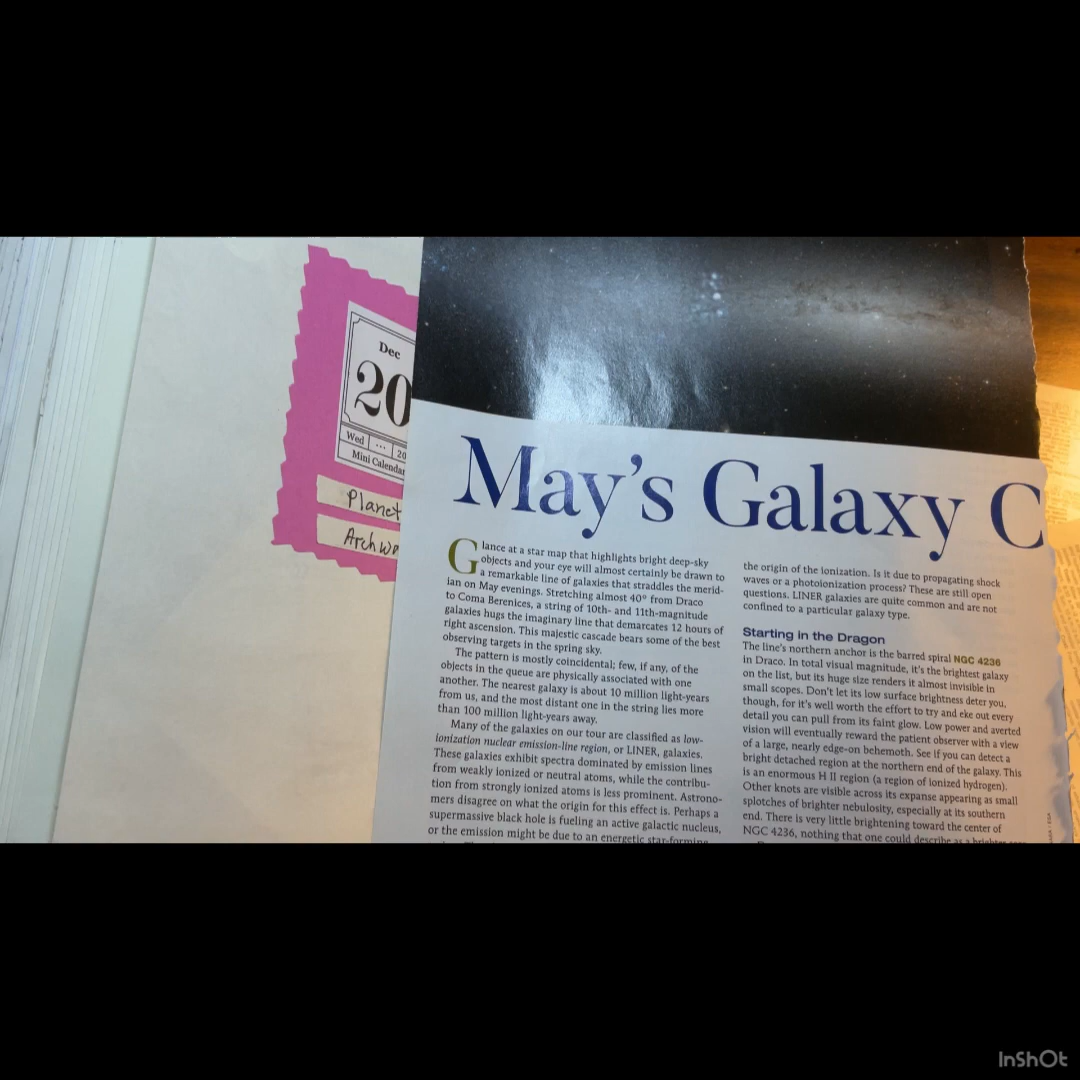 Dec
20
Wed ... 20
Mini Calendar
Planet
May's Galaxy C
Glance at a star map that highlights bright deep-sky
objects and your eye will almost certainly be drawn to
a remarkable line of galaxies that straddles the merid-
ian on May evenings. Stretching almost 40° from Draco
to Coma Berenices, a string of 10th- and 11th-magnitude
galaxies hugs the imaginary line that demarcates 12 hours of
right ascension. This majestic cascade bears some of the best
observing targets in the spring sky.
The pattern is mostly coincidental; few, if any, of the
objects in the queue are physically associated with one
another. The nearest galaxy is about 10 million light-years
from us, and the most distant one in the string lies more
than 100 million light-years away.
Many of the galaxies on our tour are classified as low-
ionization nuclear emission-line region, or LINER, galaxies.
These galaxies exhibit spectra dominated by emission lines
from weakly ionized or neutral atoms, while the contribu-
tion from strongly ionized atoms is less prominent. Astrono-
mers disagree on what the origin for this effect is. Perhaps a
supermassive black hole is fueling an active galactic nucleus,
or the emission might be due to an energetic star-forming
the origin of the ionization. Is it due to propagating shock
waves or a photoionization process? These are still open
questions. LINER galaxies are quite common and are not
confined to a particular galaxy type.
Starting in the Dragon
The line's northern anchor is the barred spiral NGC 4236
in Draco. In total visual magnitude, it's the brightest galaxy
on the list, but its huge size renders it almost invisible in
small scopes. Don't let its low surface brightness deter you,
though, for it's well worth the effort to try and eke out every
detail you can pull from its faint glow. Low power and averted
vision will eventually reward the patient observer with a view
of a large, nearly edge-on behemoth. See if you can detect a
bright detached region at the northern end of the galaxy. This
is an enormous H II region (a region of ionized hydrogen).
Other knots are visible across its expanse appearing as small
splotches of brighter nebulosity, especially at its southern
end. There is very little brightening toward the center of
NGC 4236, nothing that one could describe as a brighter
InShOt